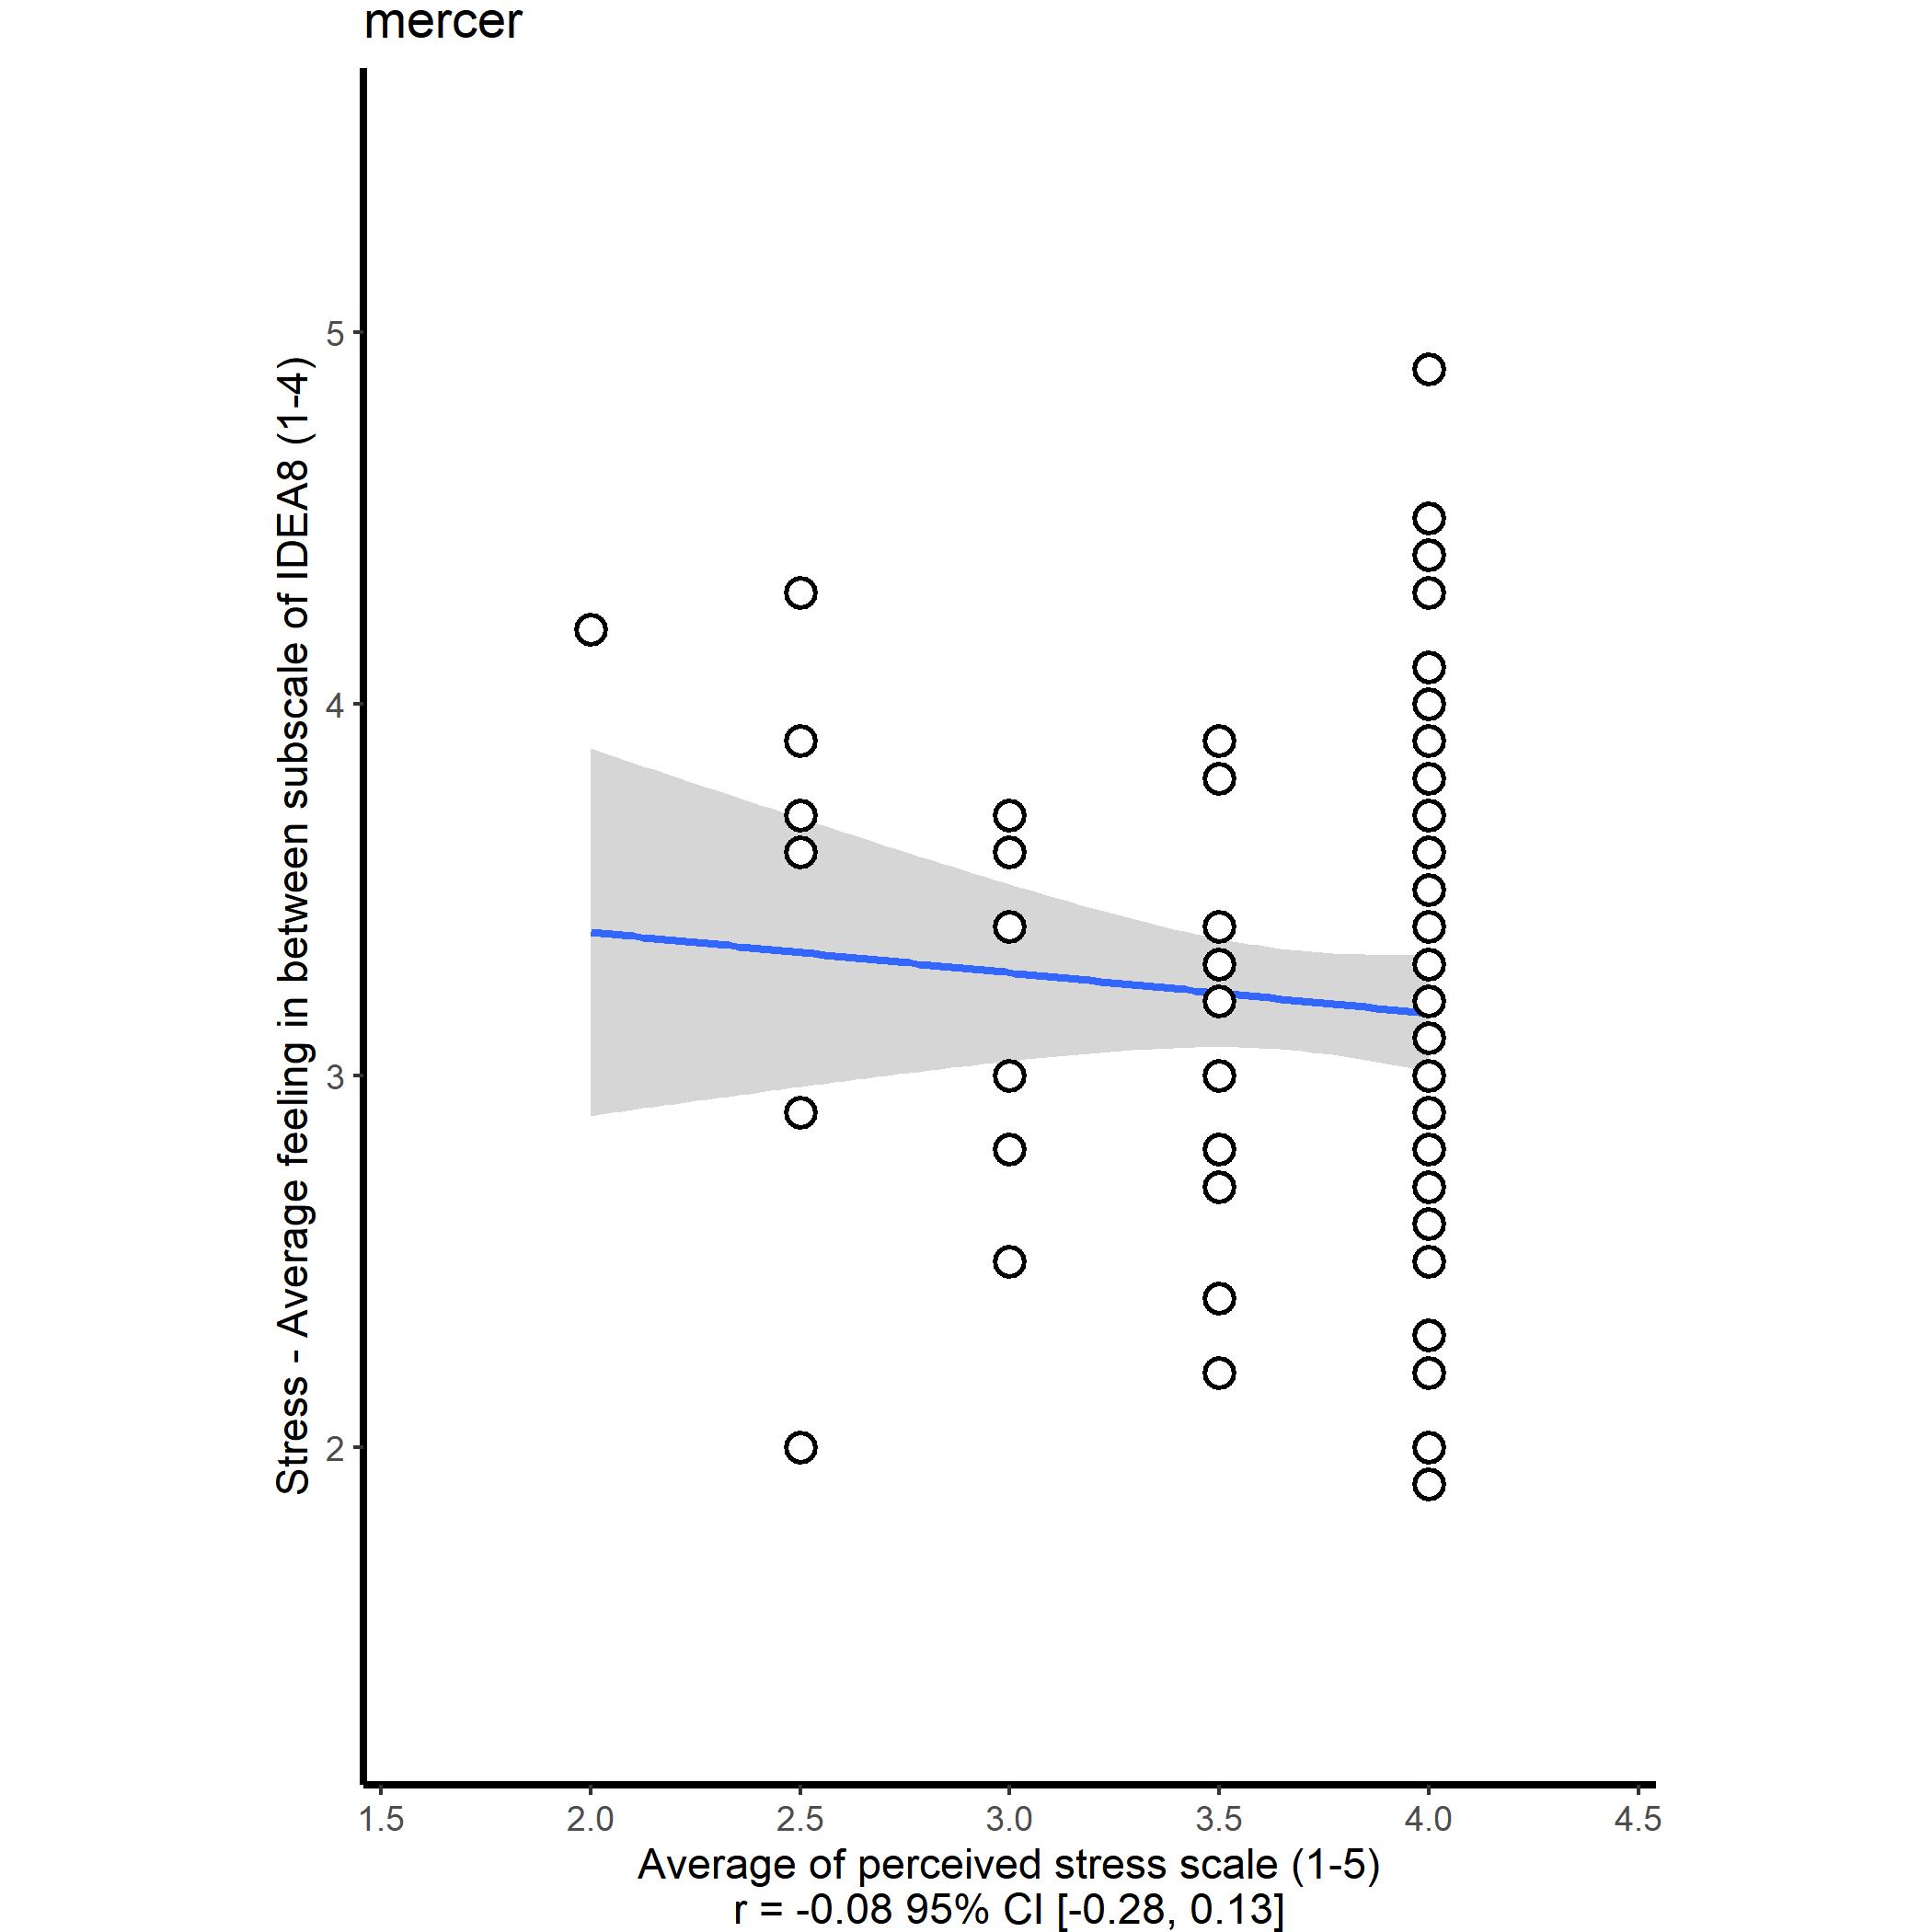 mercer
Stress - Average feeling in between subscale of IDEA8 (1-4)
5
4
3
2
1.5 2.0 2.5 3.0 3.5 4.0 4.5
Average of perceived stress scale (1-5)
r = -0.08 95% CI [-0.28, 0.13]